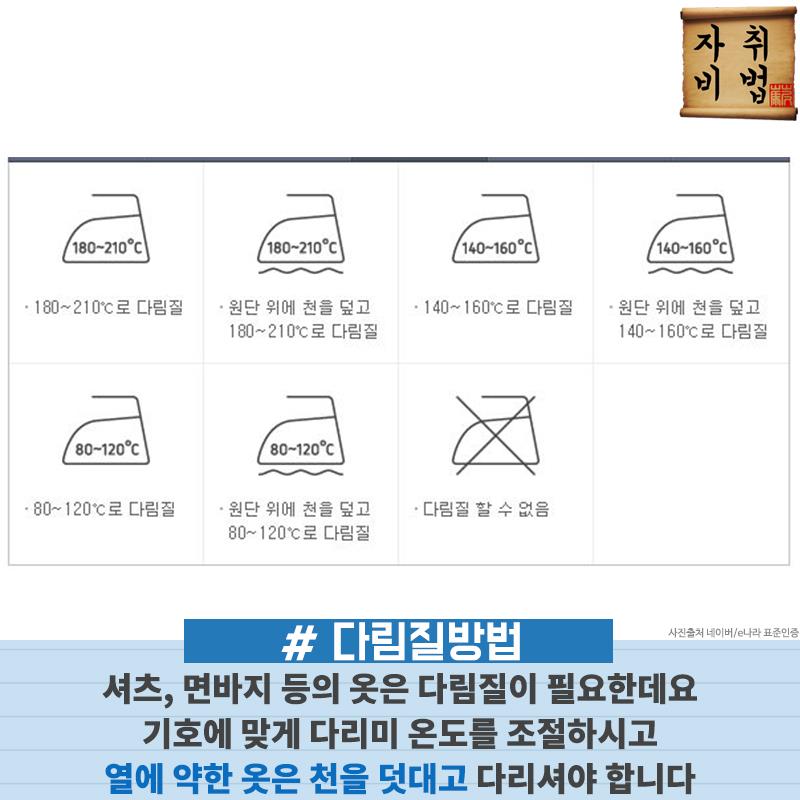 자취
비법
180~210℃
180~210℃
140~160℃
140~160℃
· 180~210℃로 다림질
· 원단 위에 천을 덮고
180~210℃로 다림질
· 140~160℃로 다림질
· 원단 위에 천을 덮고
140~160℃로 다림질
80~120℃
80~120℃
· 80~120℃로 다림질
· 원단 위에 천을 덮고
80~120℃로 다림질
· 다림질 할 수 없음
# 다림질방법
사진출처 네이버/e나라 표준인증
셔츠, 면바지 등의 옷은 다림질이 필요한데요
기호에 맞게 다리미 온도를 조절하시고
열에 약한 옷은 천을 덧대고 다리셔야 합니다